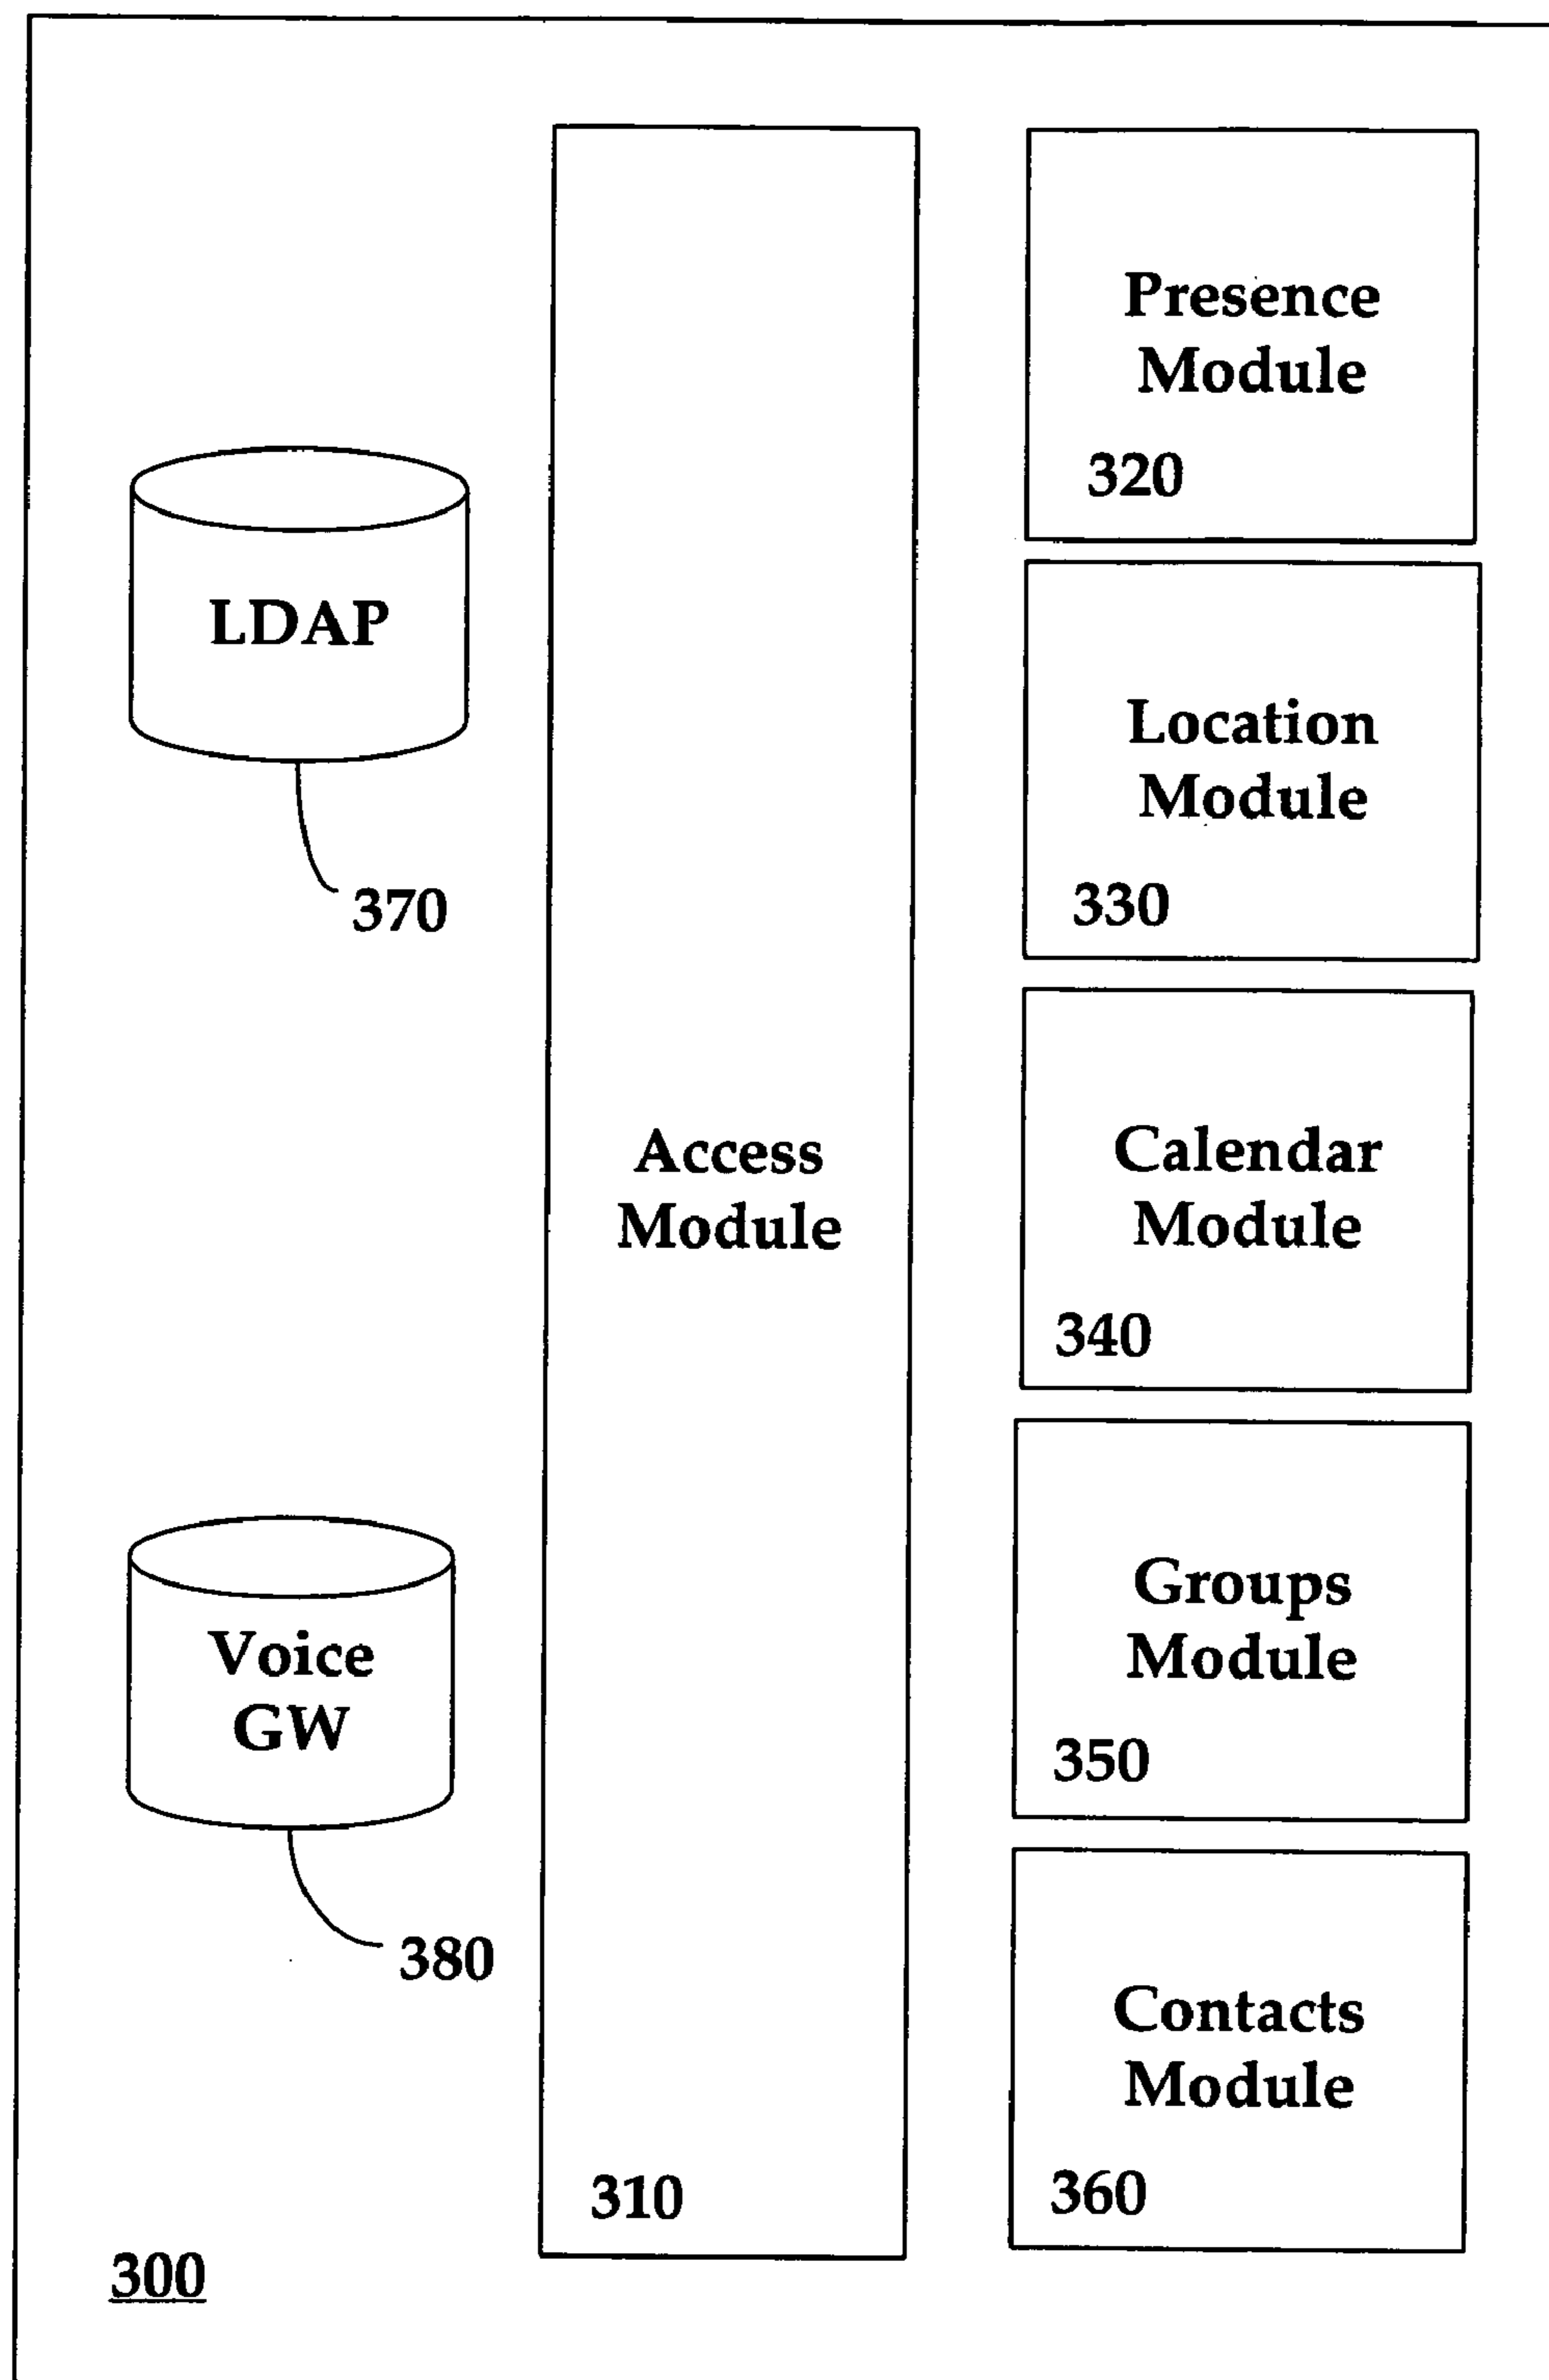 Presence
Module
320
LDAP
370
Location
Module
330
Access
Module
310
Calendar
Module
340
Voice
GW
380
Groups
Module
350
Contacts
Module
360
300